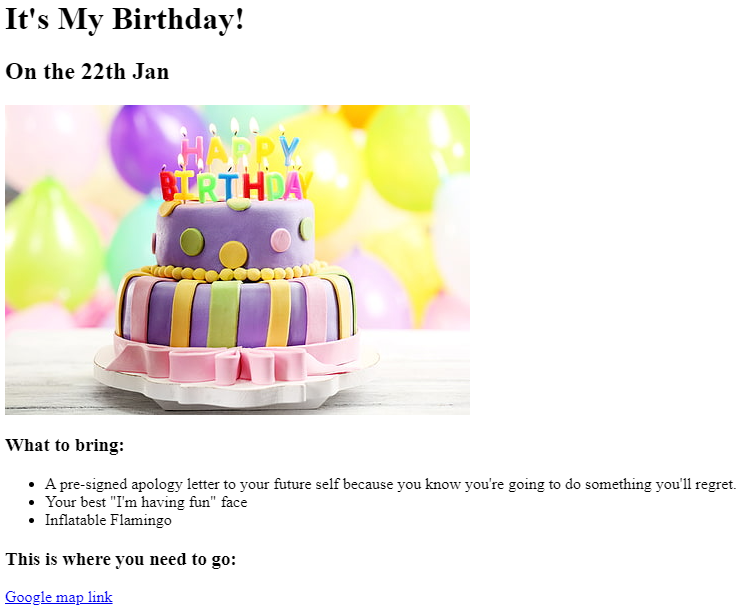 It's My Birthday!
On the 22th Jan
HAPPY
BIRTHDAY
What to bring:
A pre-signed apology letter to your future self because you know you're going to do something you'll regret.
Your best "I'm having fun" face
Inflatable Flamingo
This is where you need to go:
Google map link